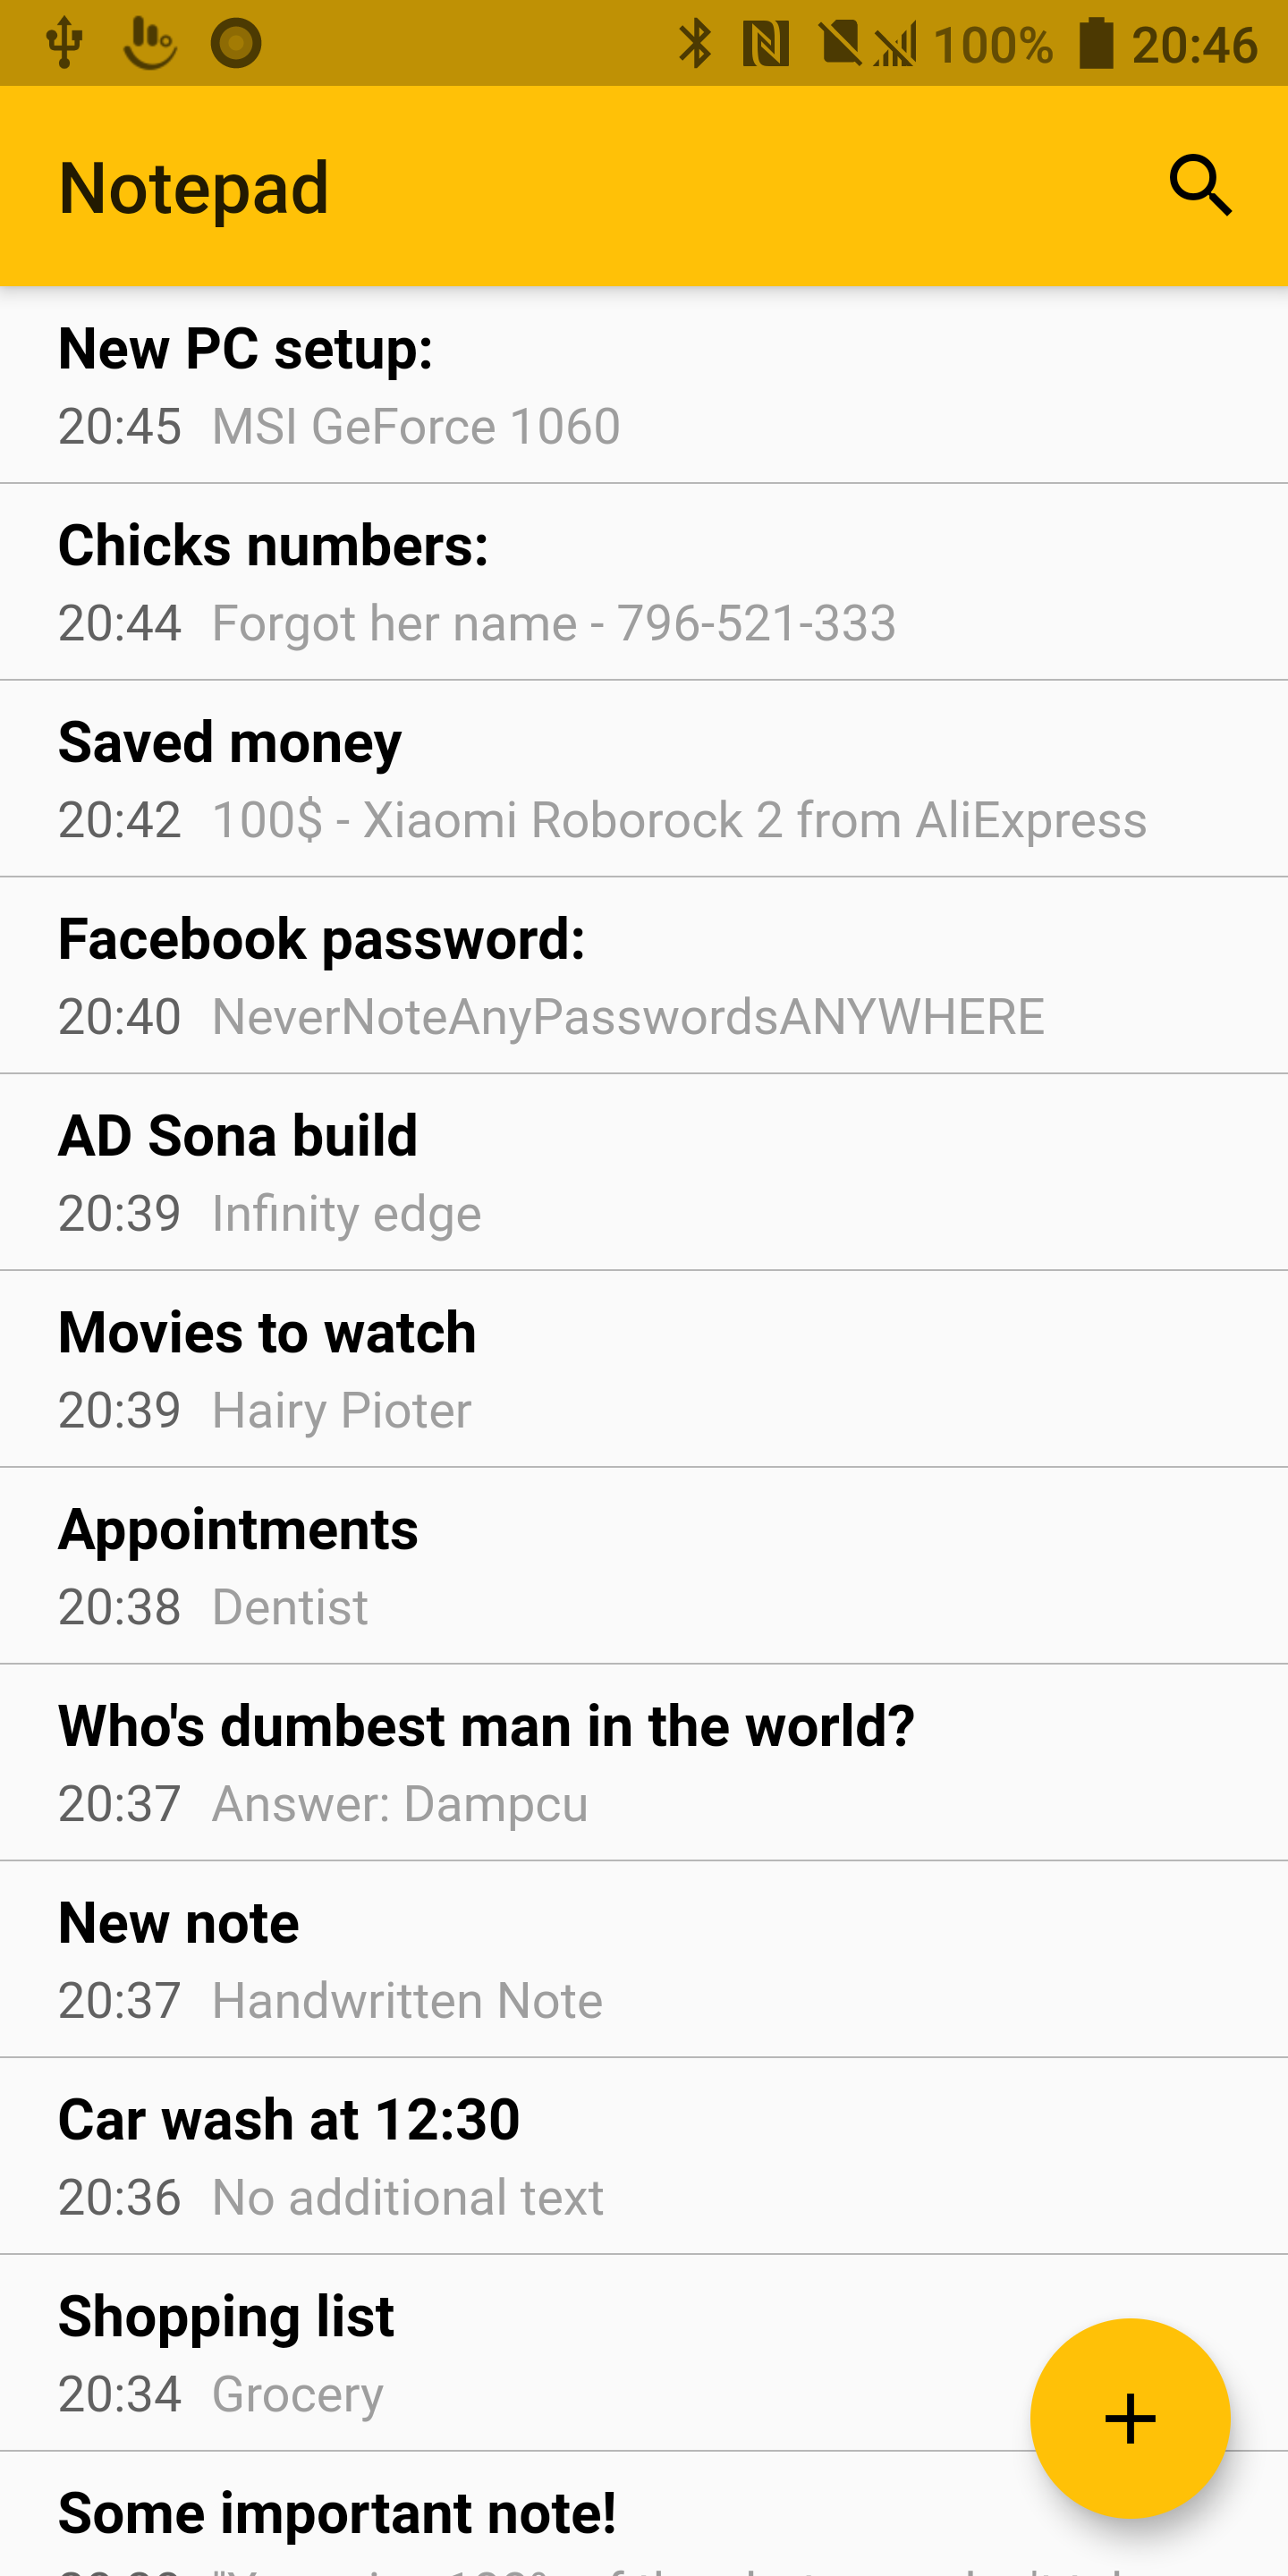 100% 20:46
Notepad
New PC setup:
20:45 MSI GeForce 1060
Chicks numbers:
20:44 Forgot her name - 796-521-333
Saved money
20:42 100$ - Xiaomi Roborock 2 from AliExpress
Facebook password:
20:40 NeverNoteAnyPasswordsANYWHERE
AD Sona build
20:39 Infinity edge
Movies to watch
20:39 Hairy Pioter
Appointments
20:38 Dentist
Who's dumbest man in the world?
20:37 Answer: Dampcu
New note
20:37 Handwritten Note
Car wash at 12:30
20:36 No additional text
Shopping list
20:34 Grocery
Some important note!